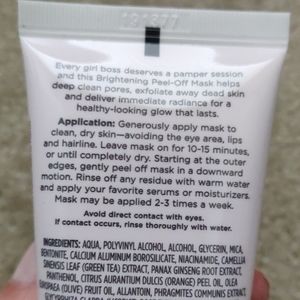 Every girl boss deserves a pamper session
and this Brightening Peel-Off Mask helps
deep clean pores, exfoliate away dead skin
and deliver immediate radiance for a
healthy-looking glow that lasts.
Application: Generously apply mask to
clean, dry skin—avoiding the eye area, lips
and hairline. Leave mask on for 10-15 minutes,
or until completely dry. Starting at the outer
edges, gently peel off mask in a downward
motion. Rinse off any residue with warm water
and apply your favorite serums or moisturizers.
Mask may be applied 2-3 times a week.
Avoid direct contact with eyes.
If contact occurs, rinse thoroughly with water.
INGREDIENTS: AQUA, POLYVINYL ALCOHOL, ALCOHOL, GLYCERIN, MICA,
BENTONITE, CALCIUM ALUMINUM BOROSILICATE, NIACINAMIDE, CAMELLIA
SINENSIS LEAF (GREEN TEA) EXTRACT, PANAX GINSENG ROOT EXTRACT,
PANTHENOL, CITRUS AURANTIUM DULCIS (ORANGE) PEEL OIL, OLEA
EUROPAEA (OLIVE) FRUIT OIL, ALLANTOIN, PHRAGMITES COMMUNIS EXTRACT,